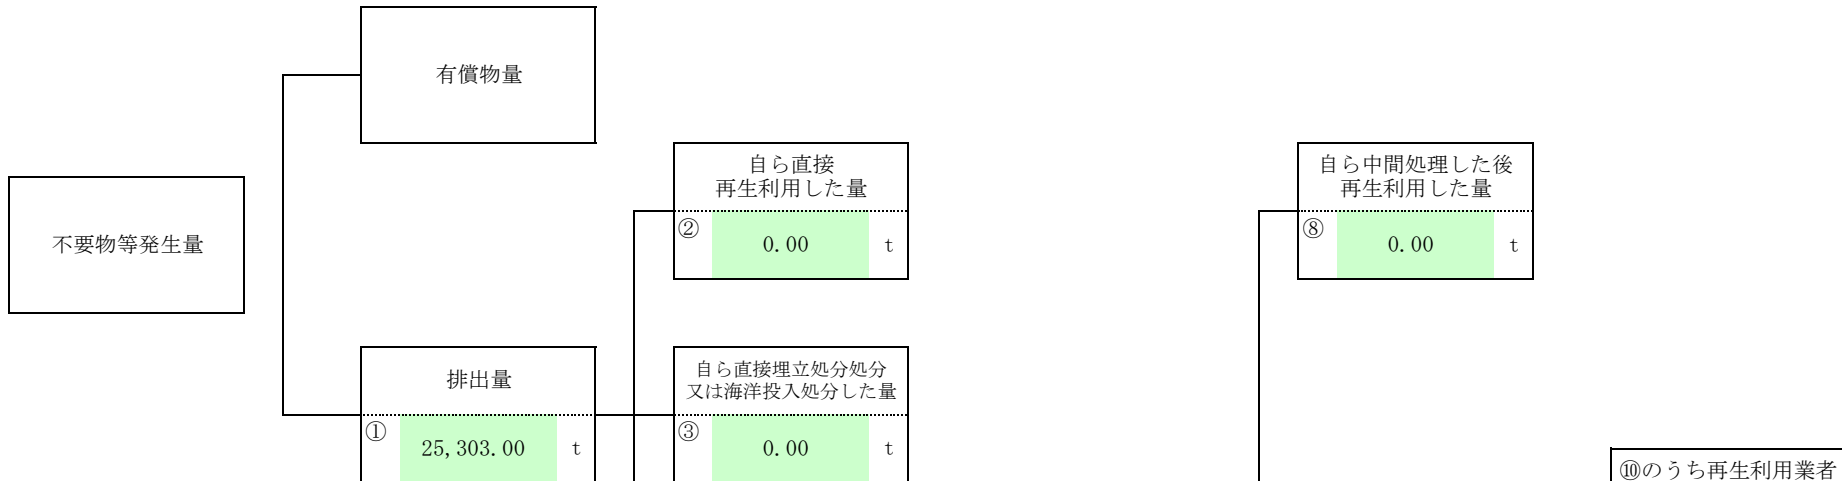 有償物量
自ら直接
再生利用した量
② 0.00 t
自ら中間処理した後
再生利用した量
⑧ 0.00 t
不要物等発生量
排出量
① 25,303.00 t
自ら直接埋立処分処分
又は海洋投入処分した量
③ 0.00 t
⑩のうち再生利用業者